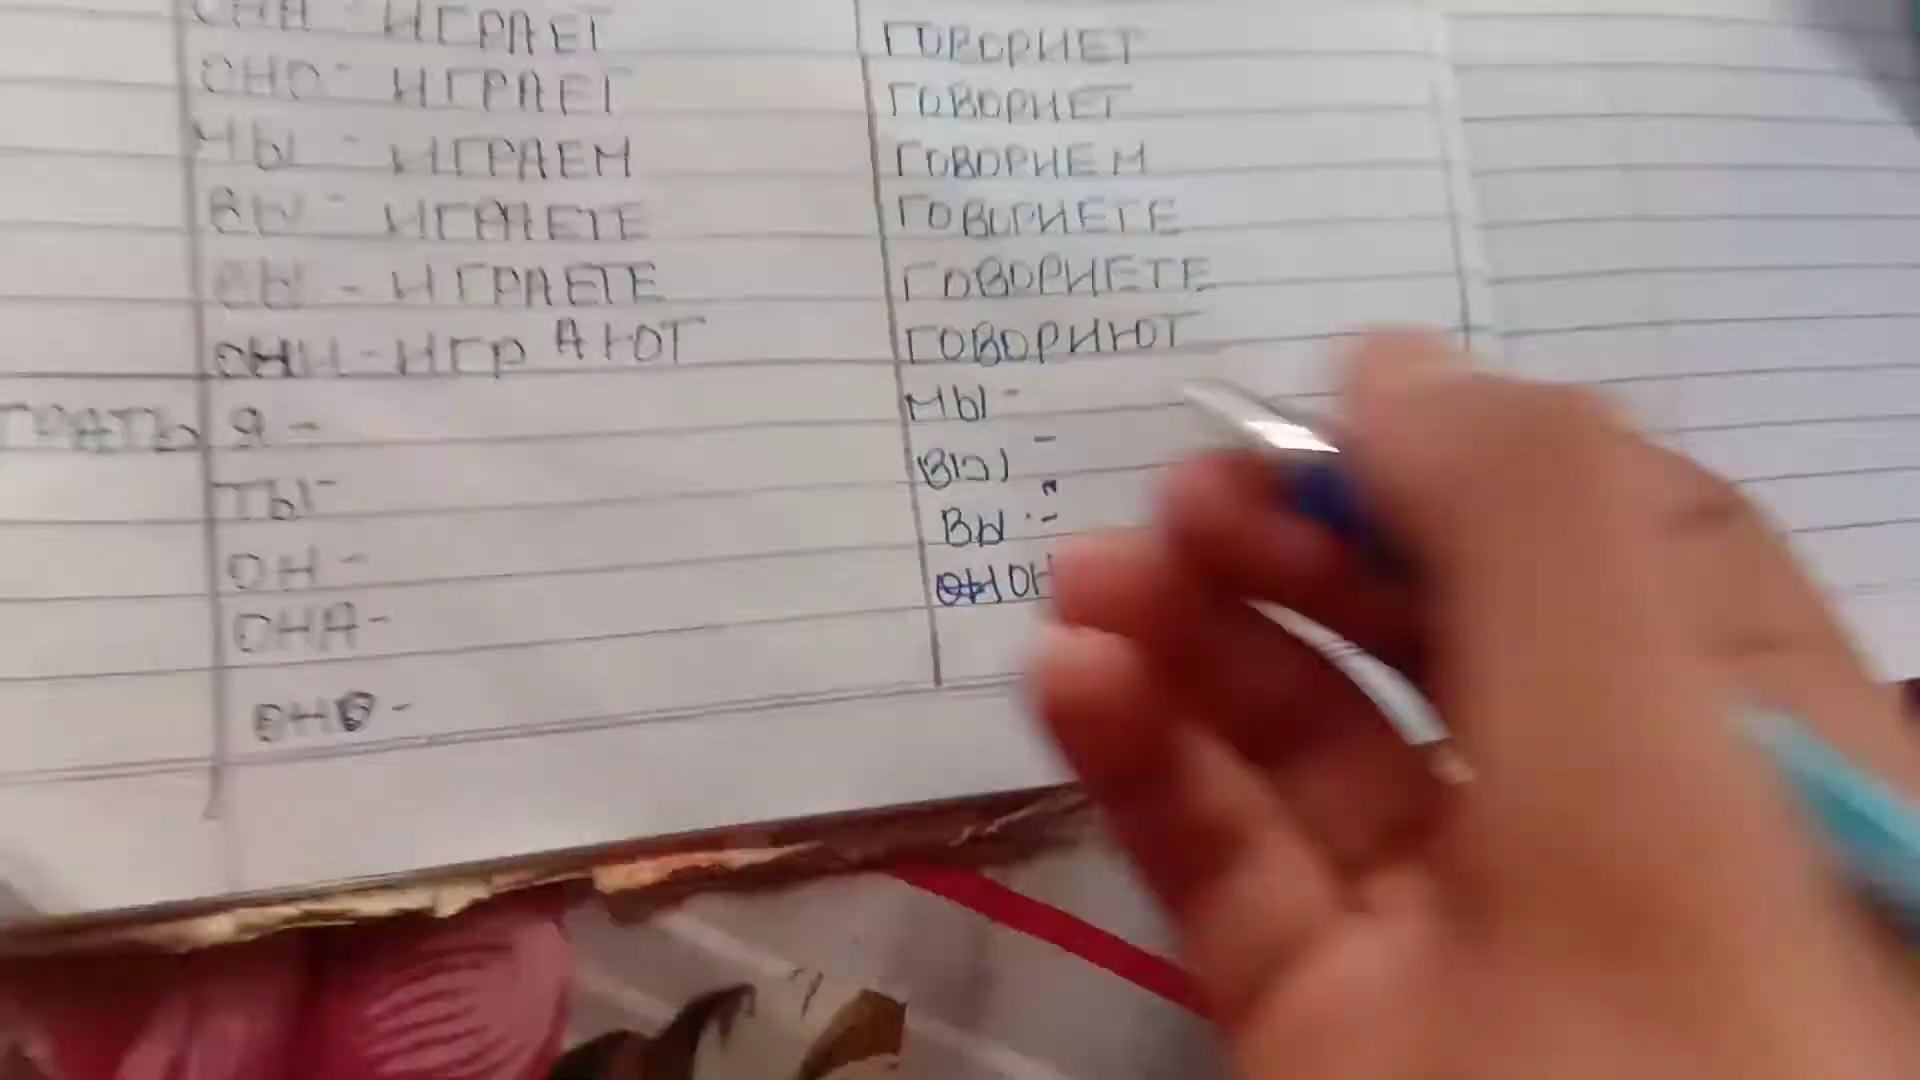 ОНА - ИГРАЕТ
ОНО - ИГРАЕТ
МЫ - ИГРАЕМ
ВЫ - ИГРАЕТЕ
ВЫ - ИГРАЕТЕ
ОНИ - ИГРАЮТ
Я -
ТЫ -
ОН -
ОНА -
ОНО -
ГОВОРИЕТ
ГОВОРИЕТ
ГОВОРИЕМ
ГОВОРИЕТЕ
ГОВОРИЕТЕ
ГОВОРИЮТ
МЫ -
ВЫ -
ВЫ -